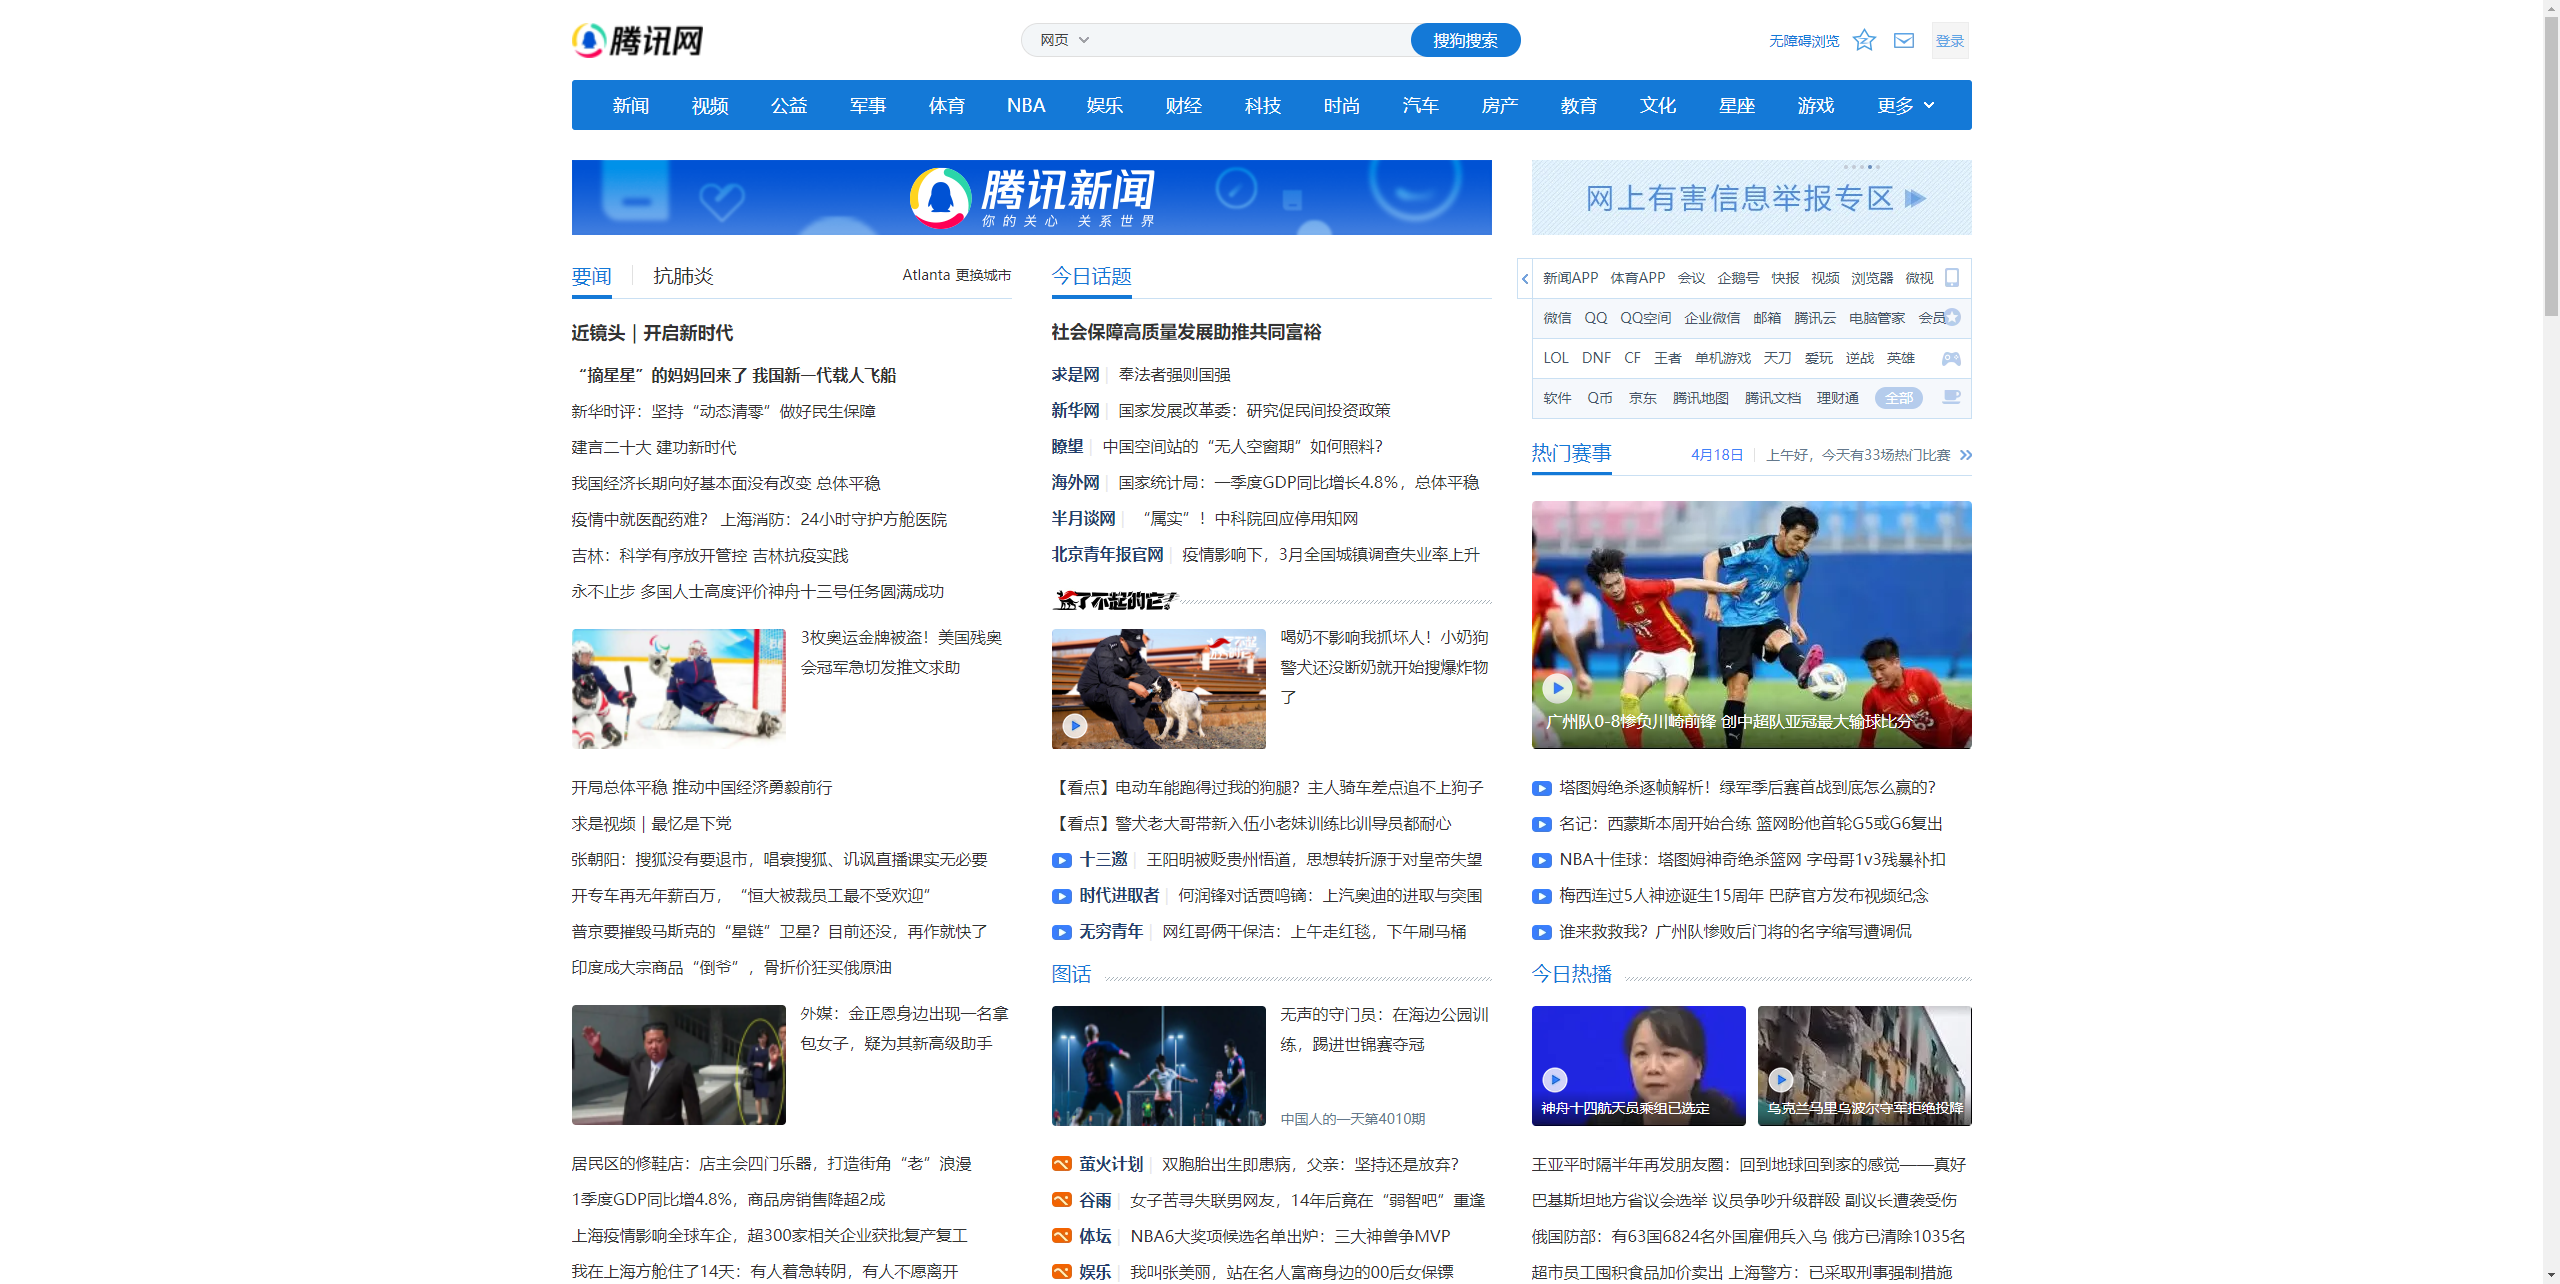 腾讯网
网页
搜狗搜索
无障碍浏览
登录
新闻 视频 公益 军事 体育 NBA 娱乐 财经 科技 时尚 汽车 房产 教育 文化 星座 游戏 更多
腾讯新闻
你的关心 关系世界
网上有害信息举报专区
要闻 抗肺炎 Atlanta 更换城市
近镜头 | 开启新时代
“摘星星”的妈妈回来了 我国新一代载人飞船
新华时评：坚持“动态清零”做好民生保障
建言二十大 建功新时代
我国经济长期向好基本面没有改变 总体平稳
疫情中就医配药难？ 上海消防：24小时守护方舱医院
吉林：科学有序放开管控 吉林抗疫实践
永不止步 多国人士高度评价神舟十三号任务圆满成功
3枚奥运金牌被盗！美国残奥
会冠军急切发推文求助
开局总体平稳 推动中国经济勇毅前行
求是视频 | 最忆是下党
张朝阳：搜狐没有要退市，唱衰搜狐、讥讽直播课实无必要
开专车再无年薪百万，“恒大被裁员工最不受欢迎”
普京要摧毁马斯克的“星链”卫星？目前还没，再作就快了
印度成大宗商品“倒爷”，骨折价狂买俄原油
外媒：金正恩身边出现一名拿
包女子，疑为其新高级助手
居民区的修鞋店：店主会四门乐器，打造街角“老”浪漫
1季度GDP同比增4.8%，商品房销售降超2成
上海疫情影响全球车企，超300家相关企业获批复产复工
我在上海方舱住了14天：有人着急转阴，有人不愿离开
今日话题
社会保障高质量发展助推共同富裕
求是网 奉法者强则国强
新华网 国家发展改革委：研究促民间投资政策
瞭望 中国空间站的“无人空窗期”如何照料？
海外网 国家统计局：一季度GDP同比增长4.8%，总体平稳
半月谈网 “属实”！中科院回应停用知网
北京青年报官网 疫情影响下，3月全国城镇调查失业率上升
了不起的它！
喝奶不影响我抓坏人！小奶狗
警犬还没断奶就开始搜爆炸物
了
【看点】电动车能跑得过我的狗腿？主人骑车差点追不上狗子
【看点】警犬老大哥带新入伍小老妹训练比训导员都耐心
十三邀 王阳明被贬贵州悟道，思想转折源于对皇帝失望
时代进取者 何润锋对话贾鸣镝：上汽奥迪的进取与突围
无穷青年 网红哥俩干保洁：上午走红毯，下午刷马桶
图话
无声的守门员：在海边公园训
练，踢进世锦赛夺冠
中国人的一天第4010期
萤火计划 双胞胎出生即患病，父亲：坚持还是放弃？
谷雨 女子苦寻失联男网友，14年后竟在“弱智吧”重逢
体坛 NBA6大奖项候选名单出炉：三大神兽争MVP
娱乐 我叫张美丽，站在名人富商身边的00后女保镖
新闻APP 体育APP 会议 企鹅号 快报 视频 浏览器 微视
微信 QQ QQ空间 企业微信 邮箱 腾讯云 电脑管家 会员
LOL DNF CF 王者 单机游戏 天刀 爱玩 逆战 英雄
软件 Q币 京东 腾讯地图 腾讯文档 理财通 全部
热门赛事 4月18日 上午好，今天有33场热门比赛
广州队0-8惨负川崎前锋 创中超队亚冠最大输球比分
塔图姆绝杀逐帧解析！绿军季后赛首战到底怎么赢的？
名记：西蒙斯本周开始合练 篮网盼他首轮G5或G6复出
NBA十佳球：塔图姆神奇绝杀篮网 字母哥1v3残暴补扣
梅西连过5人神迹诞生15周年 巴萨官方发布视频纪念
谁来救救我？广州队惨败后门将的名字缩写遭调侃
今日热播
神舟十四航天员乘组已选定
乌克兰马里乌波尔守军拒绝投降
王亚平时隔半年再发朋友圈：回到地球回到家的感觉——真好
巴基斯坦地方省议会选举 议员争吵升级群殴 副议长遭袭受伤
俄国防部：有63国6824名外国雇佣兵入乌 俄方已清除1035名
超市员工囤积食品加价卖出 上海警方：已采取刑事强制措施